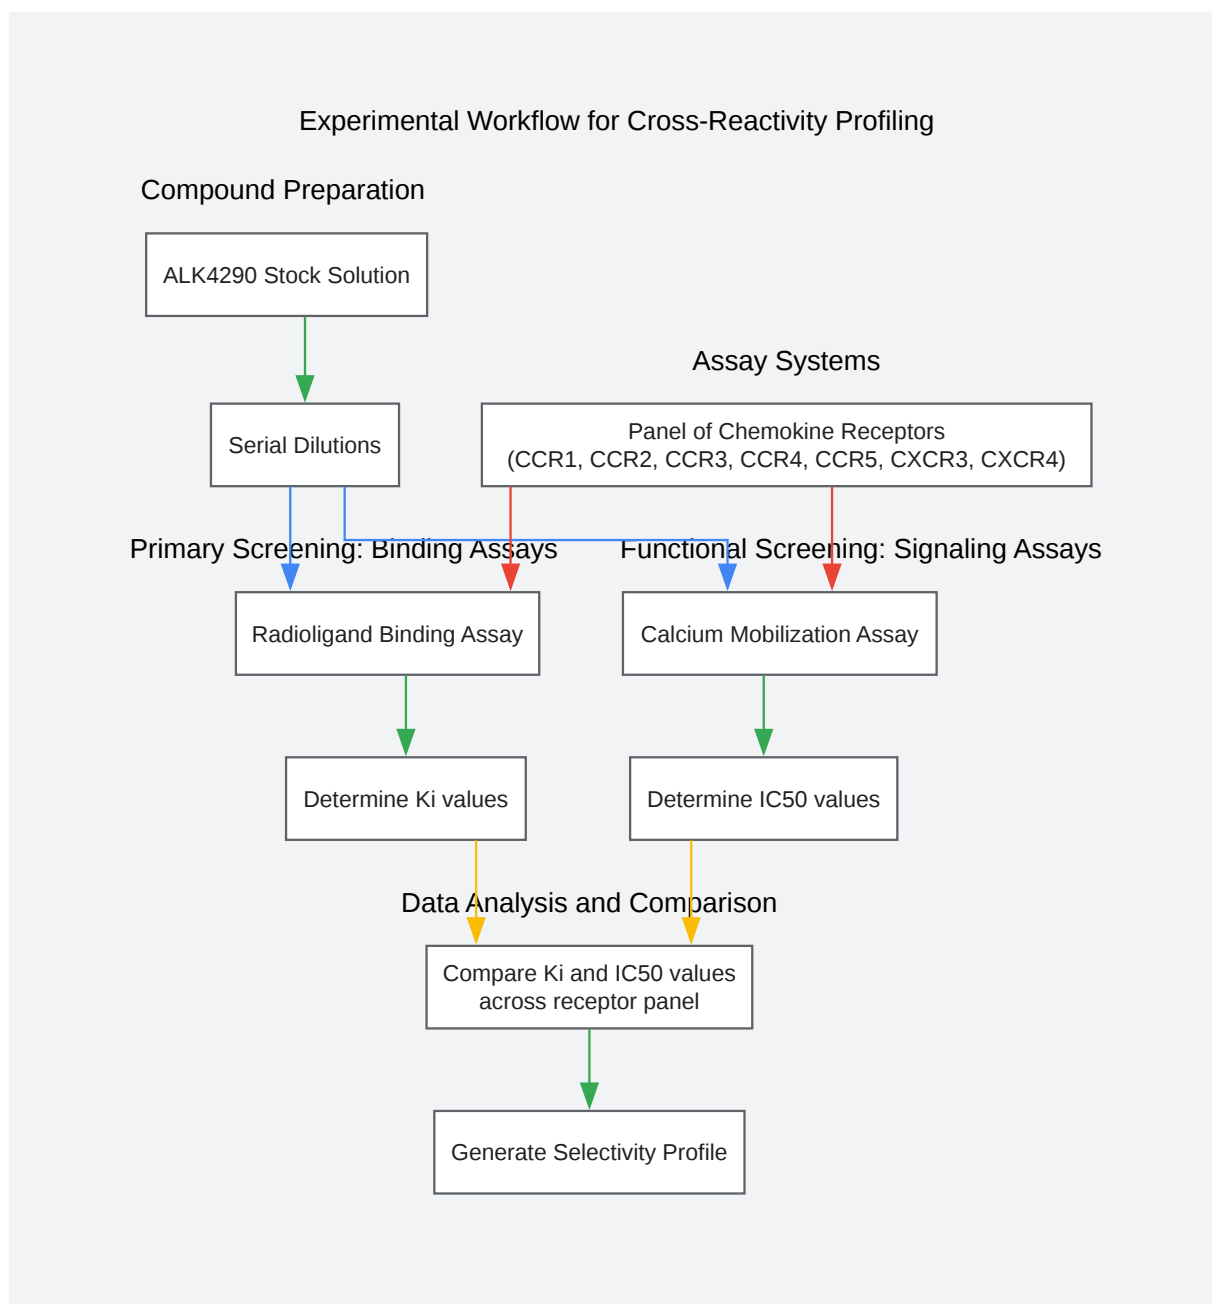 Experimental Workflow for Cross-Reactivity Profiling
Compound Preparation
ALK4290 Stock Solution
Assay Systems
Serial Dilutions
Panel of Chemokine Receptors
(CCR1, CCR2, CCR3, CCR4, CCR5, CXCR3, CXCR4)
Primary Screening: Binding Assays
Functional Screening: Signaling Assays
Radioligand Binding Assay
Calcium Mobilization Assay
Determine Ki values
Determine IC50 values
Data Analysis and Comparison
Compare Ki and IC50 values
across receptor panel
Generate Selectivity Profile